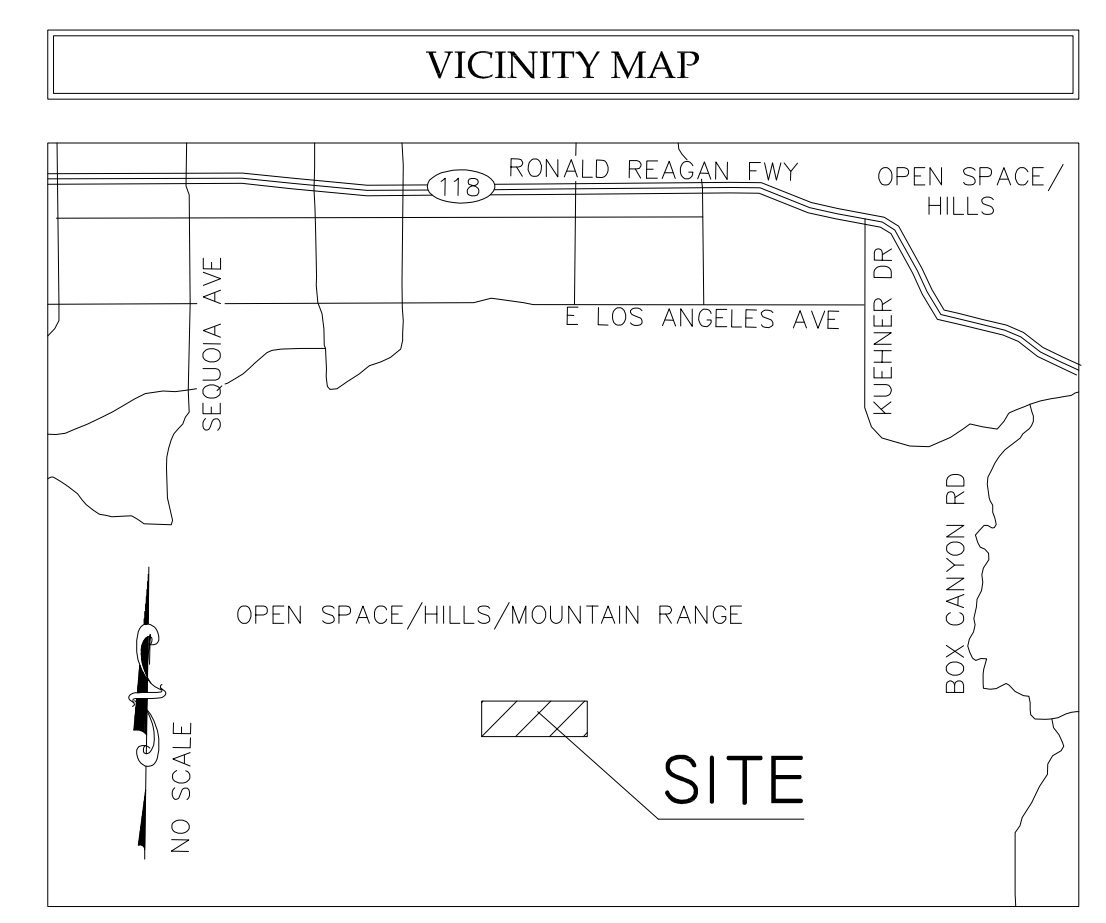 VICINITY MAP
RONALD REAGAN FWY
118
OPEN SPACE/
HILLS
SEQUOIA AVE
E LOS ANGELES AVE
KUEHNER DR
BOX CANYON RD
OPEN SPACE/HILLS/MOUNTAIN RANGE
NO SCALE
SITE